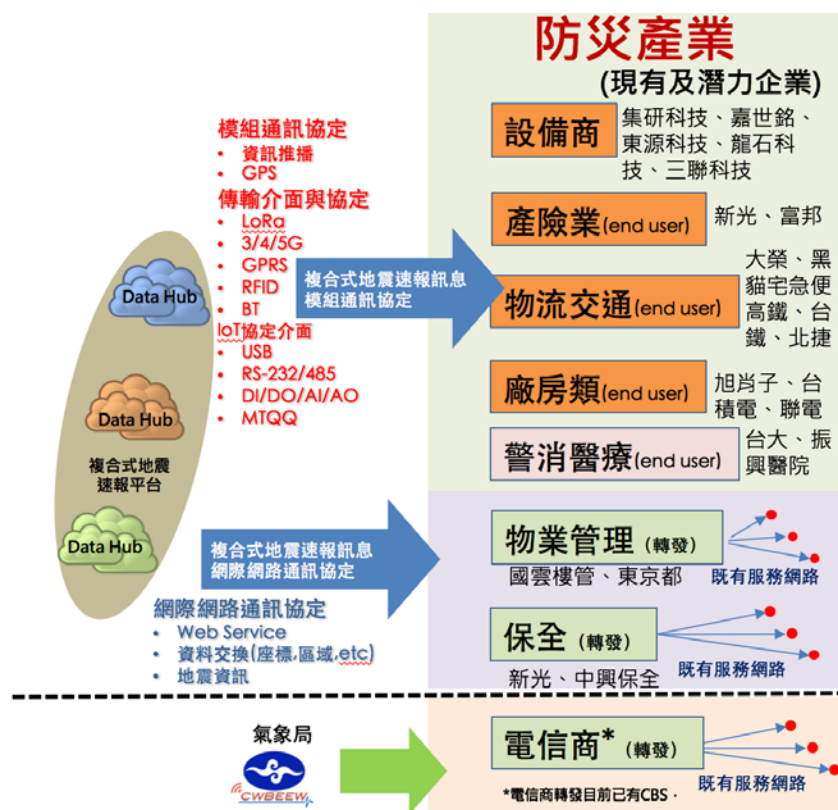 防災產業
(現有及潛力企業)
設備商
集研科技、嘉世銘、
東源科技、龍石科
技、三聯科技
產險業(end user)
新光、富邦
物流交通(end user)
大榮、黑
貓宅急便
高鐵、台
鐵、北捷
廠房類(end user)
旭肖子、台
積電、聯電
警消醫療(end user)
台大、振
興醫院
模組通訊協定
• 資訊推播
• GPS
傳輸介面與協定
• LoRa
• 3/4/5G
• GPRS
• RFID
• BT
IoT協定介面
• USB
• RS-232/485
• DI/DO/AI/AO
• MTQQ
複合式地震速報訊息
模組通訊協定
Data Hub
Data Hub
複合式地震
速報平台
Data Hub
複合式地震速報訊息
網際網路通訊協定
網際網路通訊協定
• Web Service
• 資料交換(座標,區域,etc)
• 地震資訊
物業管理 (轉發)
國雲樓管、東京都
既有服務網路
保全 (轉發)
新光、中興保全
既有服務網路
氣象局
CWBEEW
電信商* (轉發)
*電信商轉發目前已有CBS.
既有服務網路